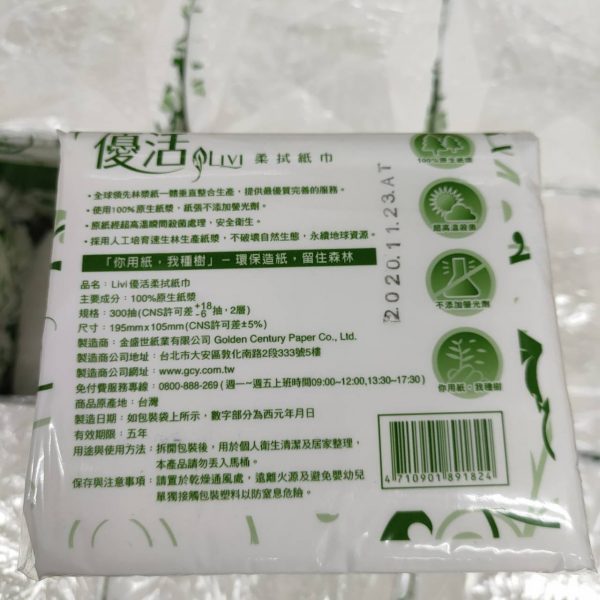 優活 LIVI 柔拭紙巾
・全球領先林漿紙一體垂直整合生產，提供最優質完善的服務。
・使用100%原生紙漿，紙張不添加螢光劑。
・原紙經超高溫瞬間殺菌處理，安全衛生。
・採用人工培育速生林生產紙漿，不破壞自然生態，永續地球資源。
「你用紙，我種樹」－環保造紙，留住森林
品名：Livi 優活柔拭紙巾
主要成分：100%原生紙漿
規格：300抽(CNS許可差+18 -6 抽，2層)
尺寸：195mmx105mm(CNS許可差±5%)
製造商：金盛世紙業有限公司 Golden Century Paper Co., Ltd.
製造商公司地址：台北市大安區敦化南路2段333號5樓
製造商公司網址：www.gcy.com.tw
免付費服務專線：0800-888-269 ( 週一~週五上班時間09:00~12:00,13:30~17:30 )
商品原產地：台灣
製造日期：如包裝袋上所示，數字部分為西元年月日
有效期限：五年
用途與使用方法：拆開包裝後，用於個人衛生清潔及居家整理，
本產品請勿丟入馬桶。
保存與注意事項：請置於乾燥通風處，遠離火源及避免嬰幼兒
單獨接觸包裝塑料以防窒息危險。
2020.11.23.AT
100%原生紙漿
超高溫殺菌
不添加螢光劑
你用紙，我種樹
4 710901 891824